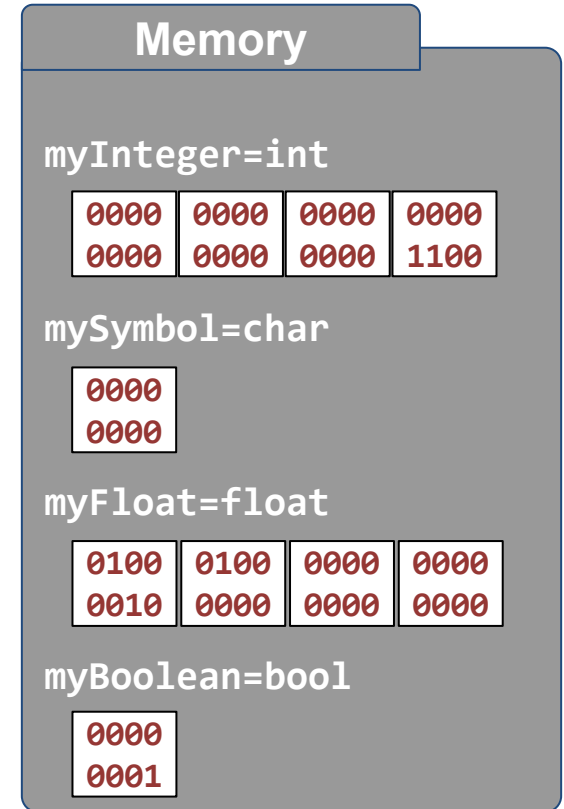 Memory
myInteger=int
0000 0000 0000 0000
0000 0000 0000 1100
mySymbol=char
0000
0000
myFloat=float
0100 0100 0000 0000
0010 0000 0000 0000
myBoolean=bool
0000
0001